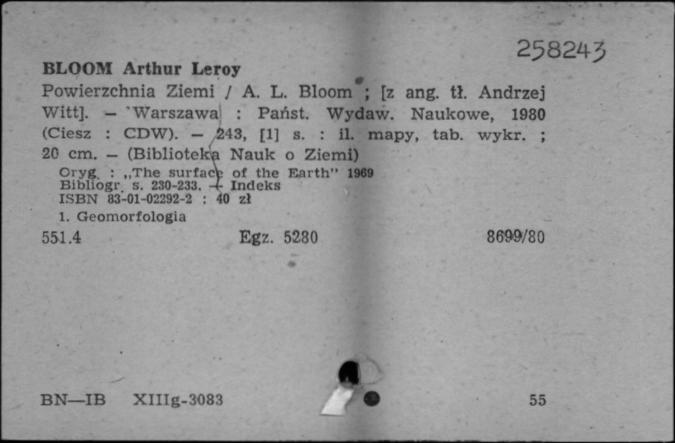 258243
BLOOM Arthur Leroy
Powierzchnia Ziemi / A. L. Bloom ; [z ang. tł. Andrzej
Witt]. — Warszawa : Państ. Wydaw. Naukowe, 1980
(Ciesz : CDW). — 243, [1] s. : il. mapy, tab. wykr. ;
20 cm. — (Biblioteka Nauk o Ziemi)
Oryg. : „The surface of the Earth" 1969
Bibliogr. s. 230-233. — Indeks
ISBN 83-01-02292-2 : 40 zł
1. Geomorfologia
551.4 Egz. 5280 8699/80
BN—IB XIIIg-3083 55